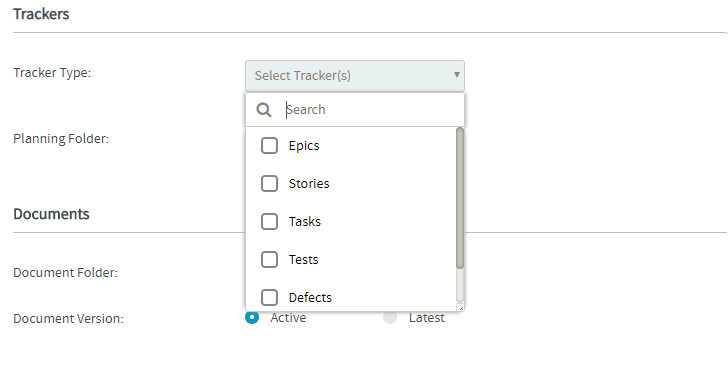 Trackers
Tracker Type:
Select Tracker(s)
Search
Planning Folder:
Epics
Stories
Tasks
Tests
Defects
Documents
Document Folder:
Document Version:
Active
Latest